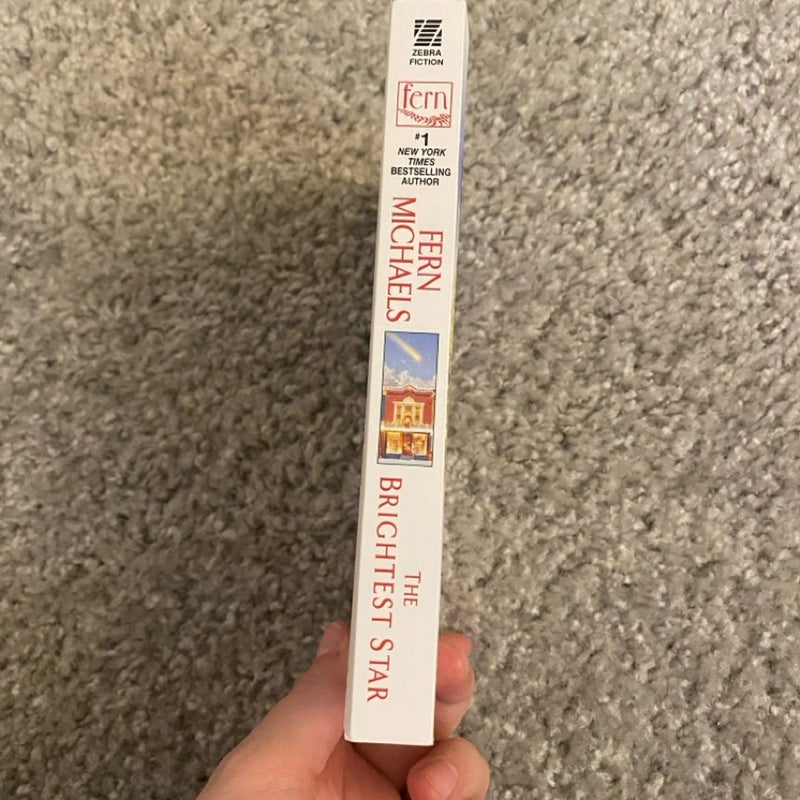 ZEBRA
FICTION
fern
#1
NEW YORK
TIMES
BESTSELLING
AUTHOR
FERN
MICHAELS
THE
BRIGHTEST STAR